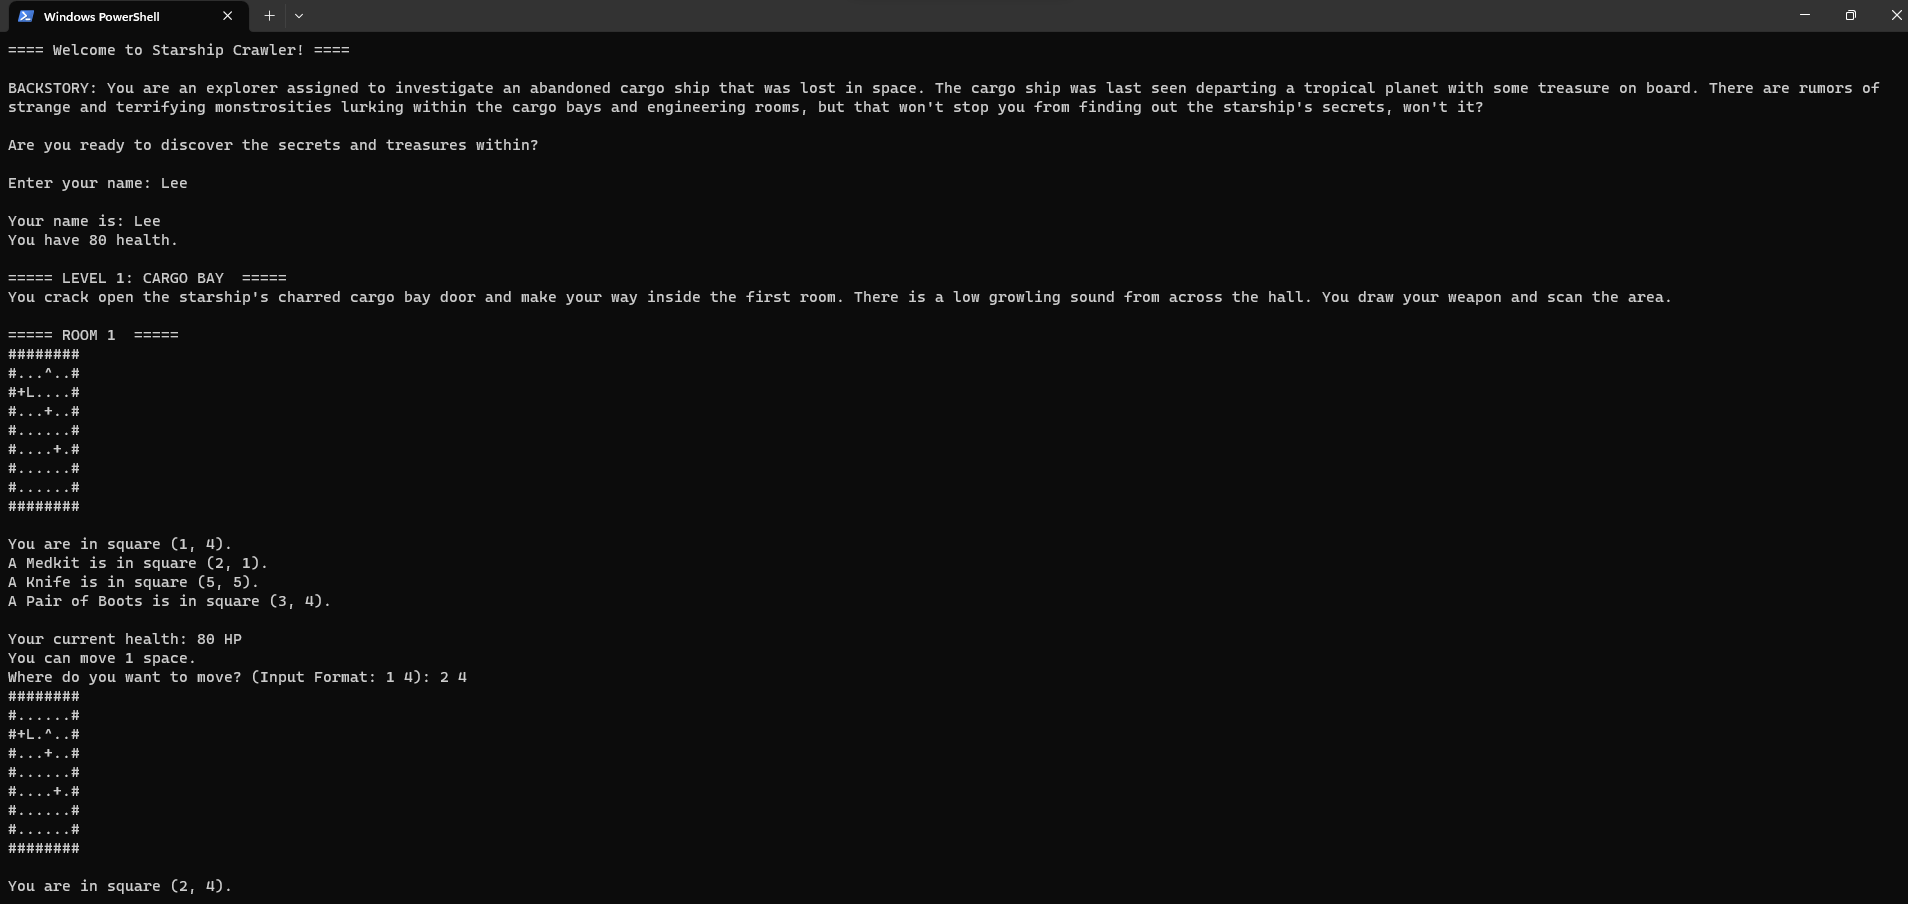 Windows PowerShell
==== Welcome to Starship Crawler! ====
BACKSTORY: You are an explorer assigned to investigate an abandoned cargo ship that was lost in space. The cargo ship was last seen departing a tropical planet with some treasure on board. There are rumors of
strange and terrifying monstrosities lurking within the cargo bays and engineering rooms, but that won't stop you from finding out the starship's secrets, won't it?
Are you ready to discover the secrets and treasures within?
Enter your name: Lee
Your name is: Lee
You have 80 health.
===== LEVEL 1: CARGO BAY  =====
You crack open the starship's charred cargo bay door and make your way inside the first room. There is a low growling sound from across the hall. You draw your weapon and scan the area.
===== ROOM 1  =====
########
#...^..#
#+L....#
#...+..#
#......#
#....+.#
#......#
#......#
########
You are in square (1, 4).
A Medkit is in square (2, 1).
A Knife is in square (5, 5).
A Pair of Boots is in square (3, 4).
Your current health: 80 HP
You can move 1 space.
Where do you want to move? (Input Format: 1 4): 2 4
########
#......#
#+L.^..#
#...+..#
#......#
#....+.#
#......#
#......#
########
You are in square (2, 4).